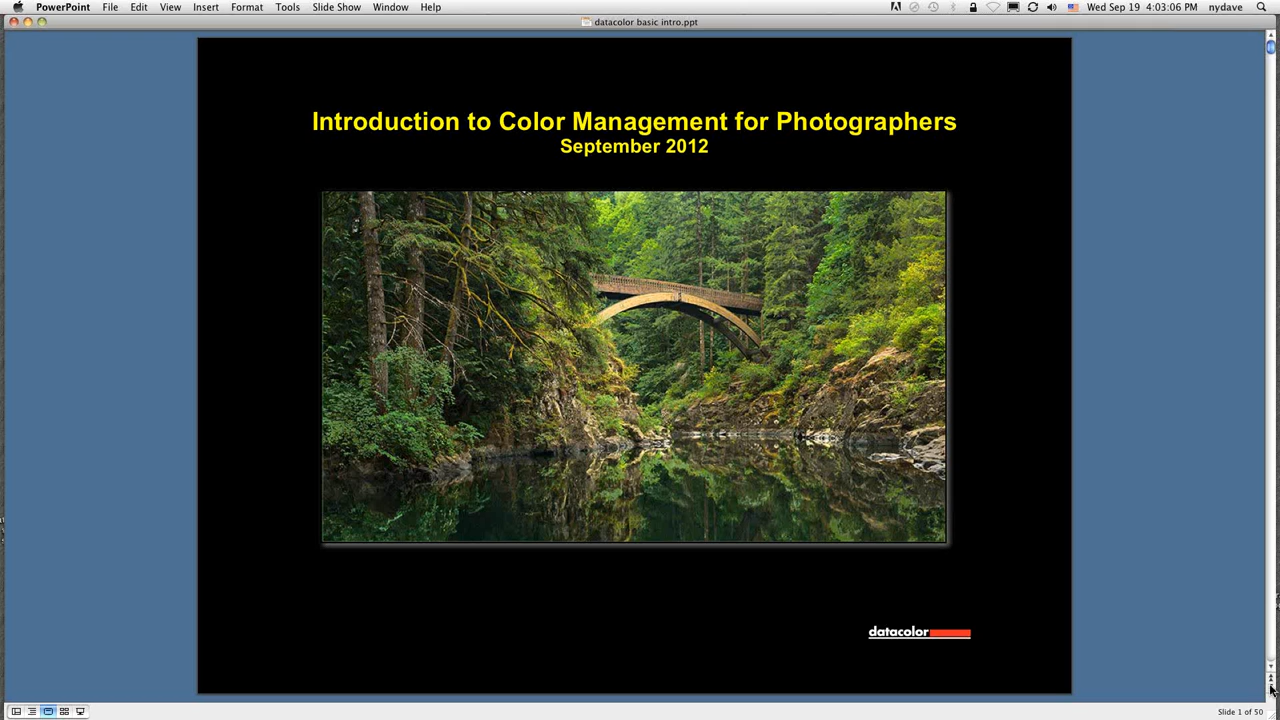 PowerPoint File Edit View Insert Format Tools Slide Show Window Help Wed Sep 19 4:03:06 PM nydave
datacolor basic intro.ppt
Introduction to Color Management for Photographers
September 2012
datacolor
Slide 1 of 50